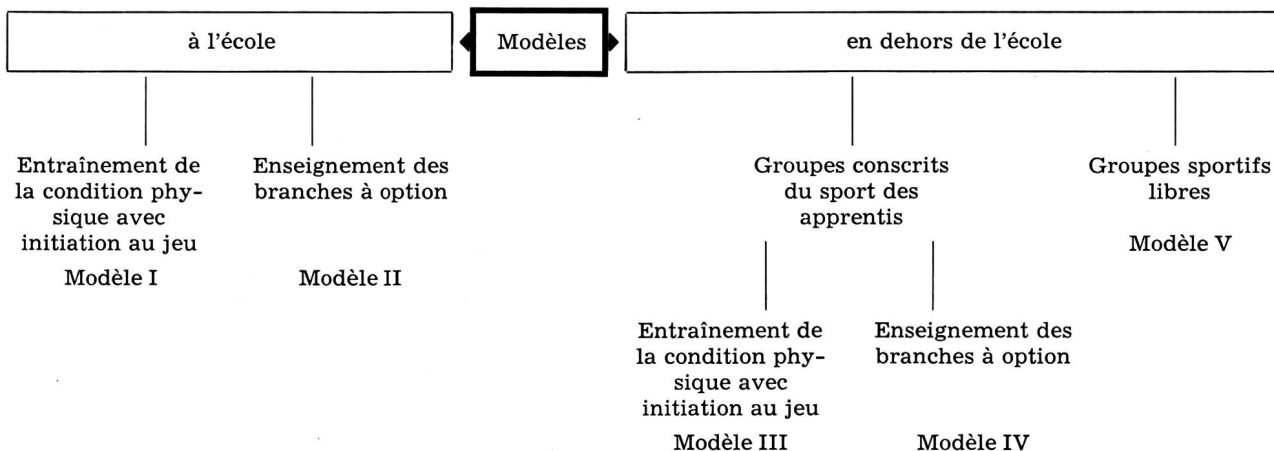 à l'école
Modèles
en dehors de l'école
Entraînement de
la condition phy-
sique avec
initiation au jeu
Modèle I
Enseignement des
branches à option
Modèle II
Groupes conscrits
du sport des
apprentis
Groupes sportifs
libres
Modèle V
Entraînement de
la condition phy-
sique avec
initiation au jeu
Modèle III
Enseignement des
branches à option
Modèle IV